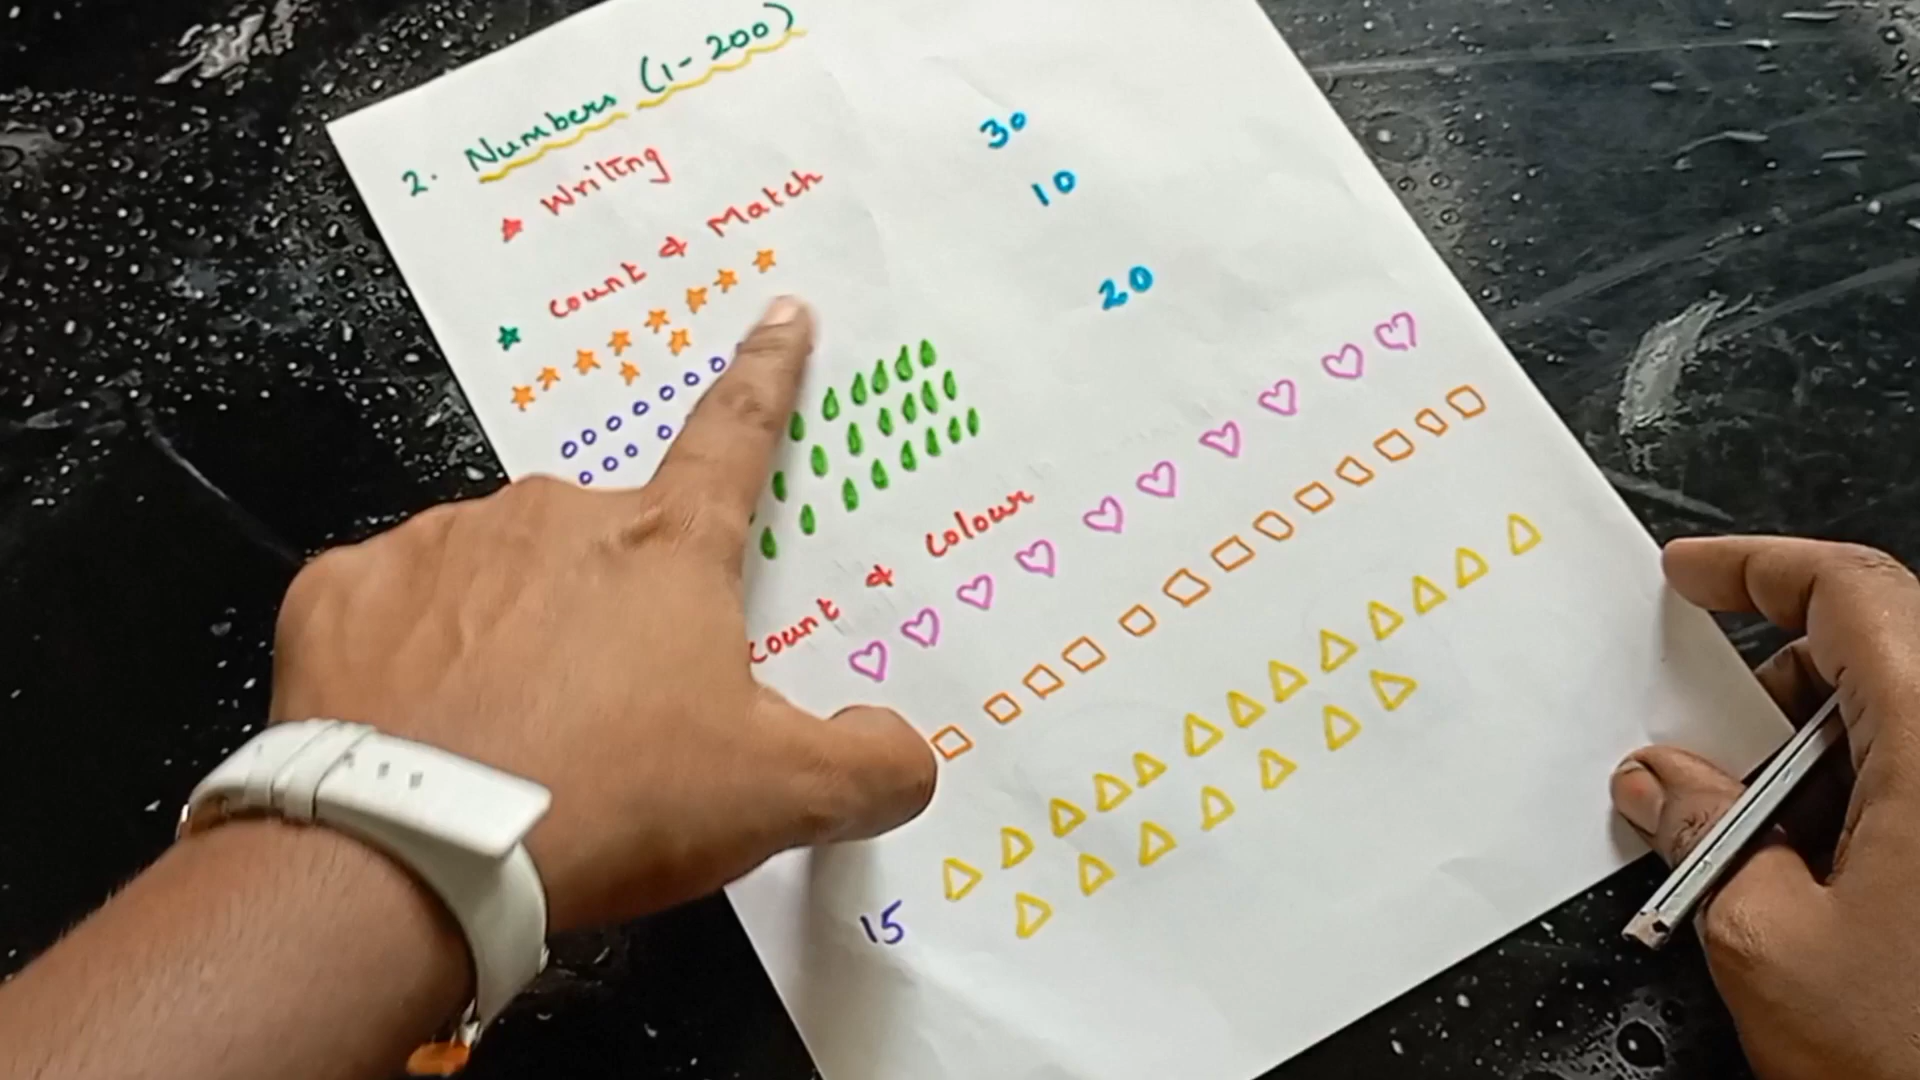 2. Numbers (1-200)
Writing
Count & Match
30
10
20
Count & Colour
15